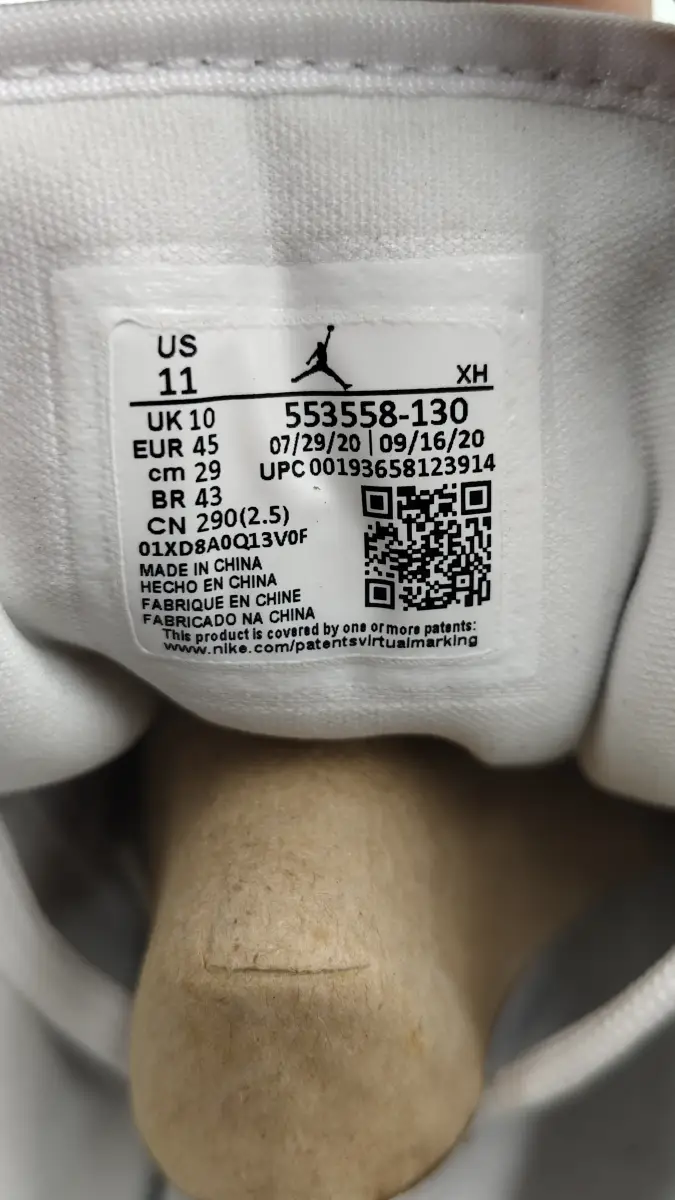 US
11
XH
UK 10
553558-130
EUR 45
07/29/20 | 09/16/20
cm 29
UPC 00193658123914
BR 43
CN 290(2.5)
01XD8A0Q13V0F
MADE IN CHINA
HECHO EN CHINA
FABRIQUE EN CHINE
FABRICADO NA CHINA
This product is covered by one or more patents:
www.nike.com/patentsvirtualmarking